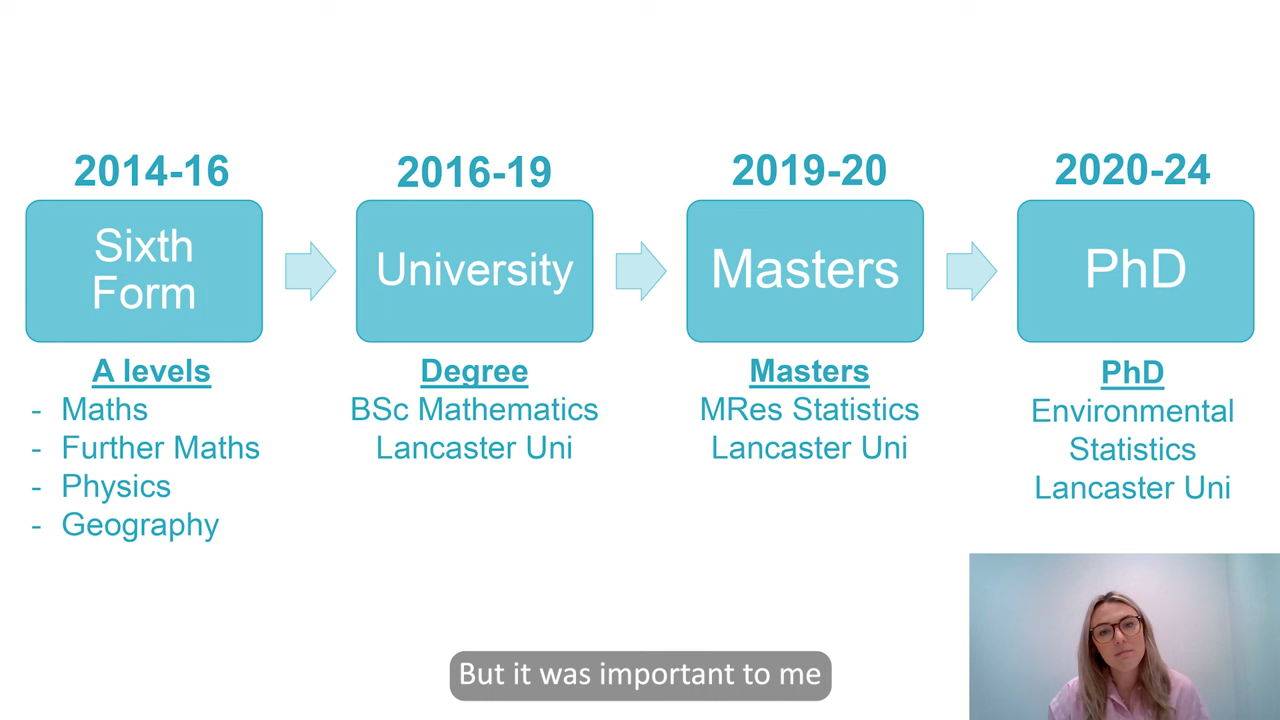 2014-16
2016-19
2019-20
2020-24
Sixth
Form
University
Masters
PhD
A levels
- Maths
- Further Maths
- Physics
- Geography
Degree
BSc Mathematics
Lancaster Uni
Masters
MRes Statistics
Lancaster Uni
PhD
Environmental
Statistics
Lancaster Uni
But it was important to me